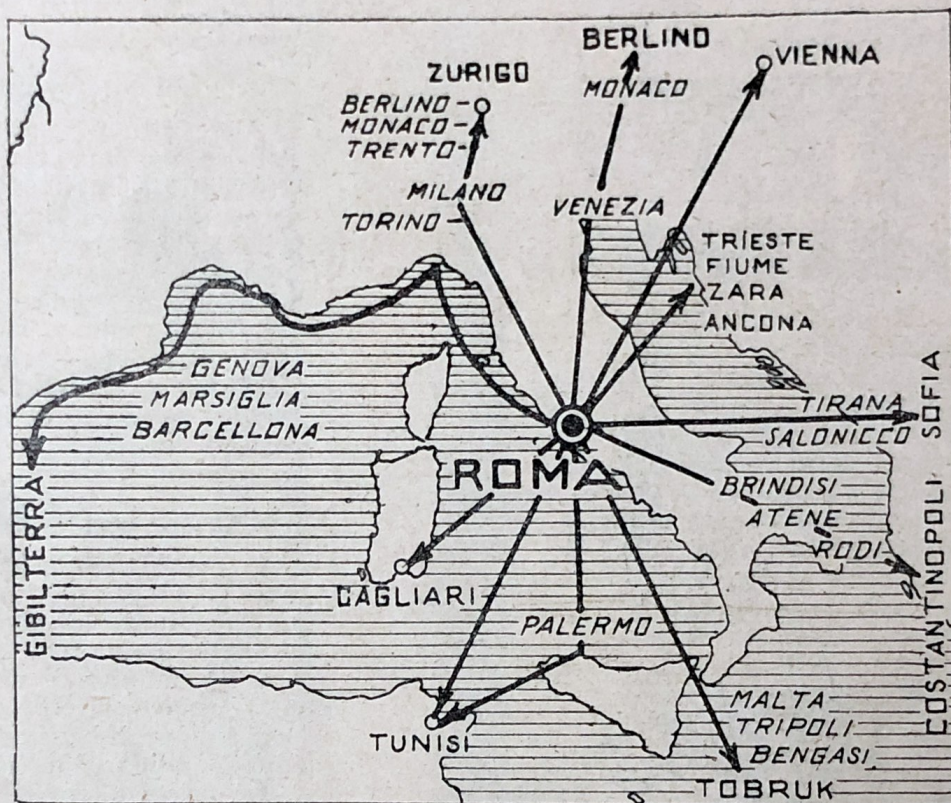 BERLINO
MONACO
VIENNA
ZURIGO
BERLINO
MONACO
TRENTO
MILANO
TORINO
VENEZIA
TRIESTE
FIUME
ZARA
ANCONA
GENOVA
MARSIGLIA
BARCELLONA
TIRANA
SALONICCO
SOFIA
ROMA
BRINDISI
ATENE
RODI
COSTANTINOPOLI
GIBILTERRA
CAGLIARI
PALERMO
TUNISI
MALTA
TRIPOLI
BENGASI
TOBRUK